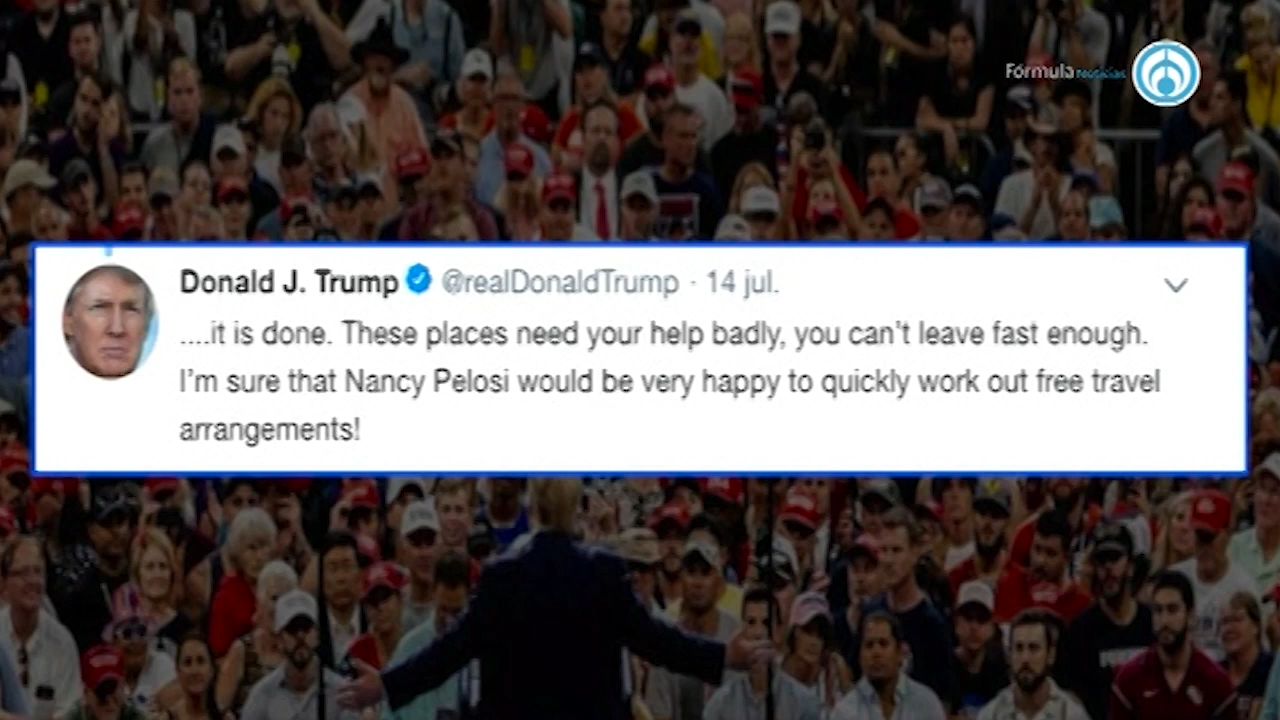 Fórmula Noticias
Donald J. Trump @realDonaldTrump · 14 jul.
....it is done. These places need your help badly, you can't leave fast enough.
I'm sure that Nancy Pelosi would be very happy to quickly work out free travel
arrangements!